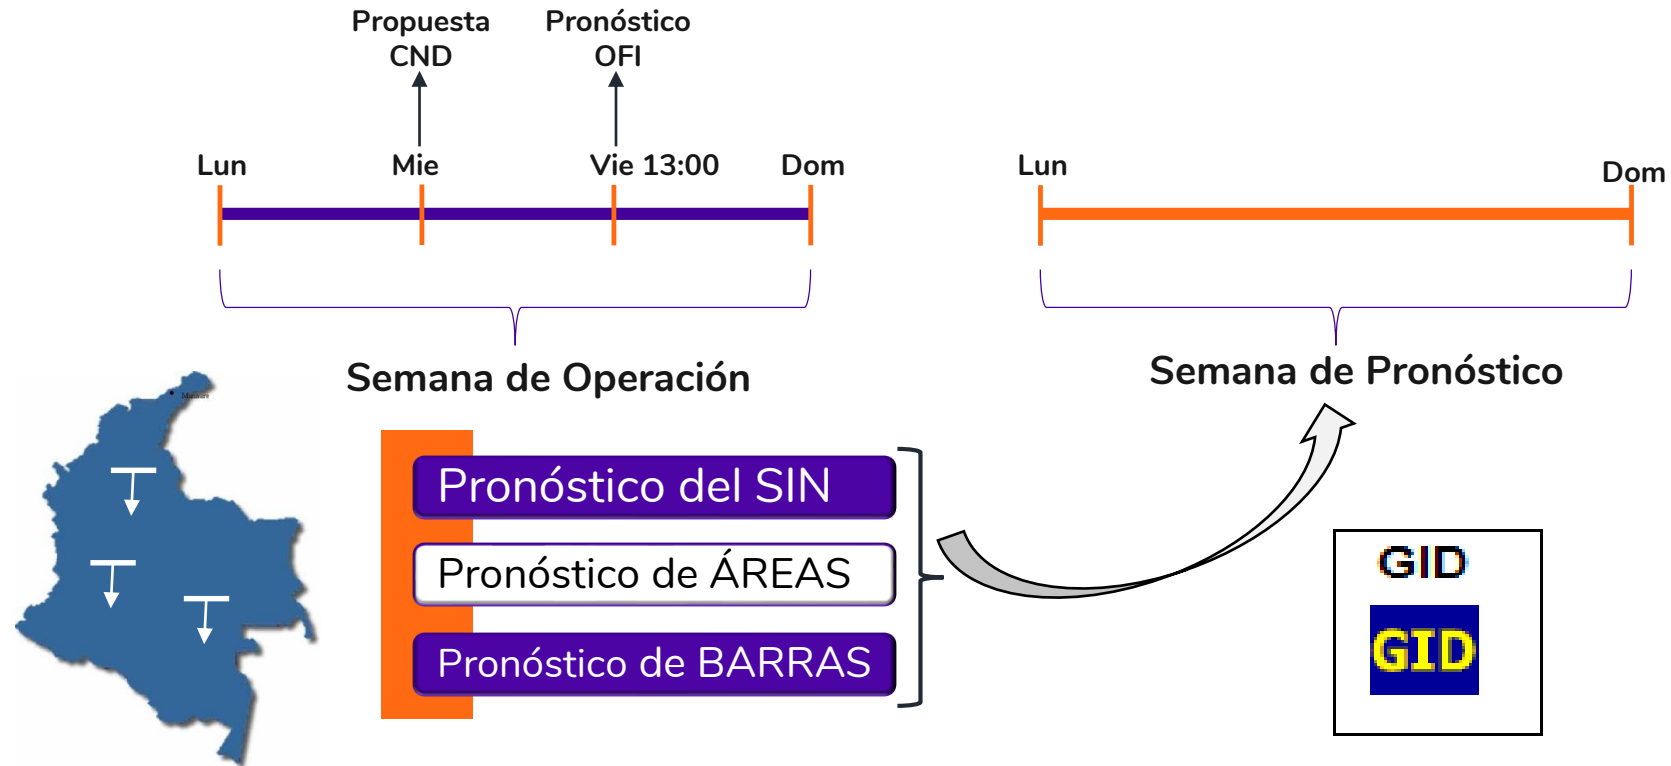 Propuesta
CND
Pronóstico
OFI
Lun
Mie
Vie 13:00
Dom
Lun
Dom
Semana de Operación
Semana de Pronóstico
Manaure
Pronóstico del SIN
Pronóstico de ÁREAS
Pronóstico de BARRAS
GID
GID